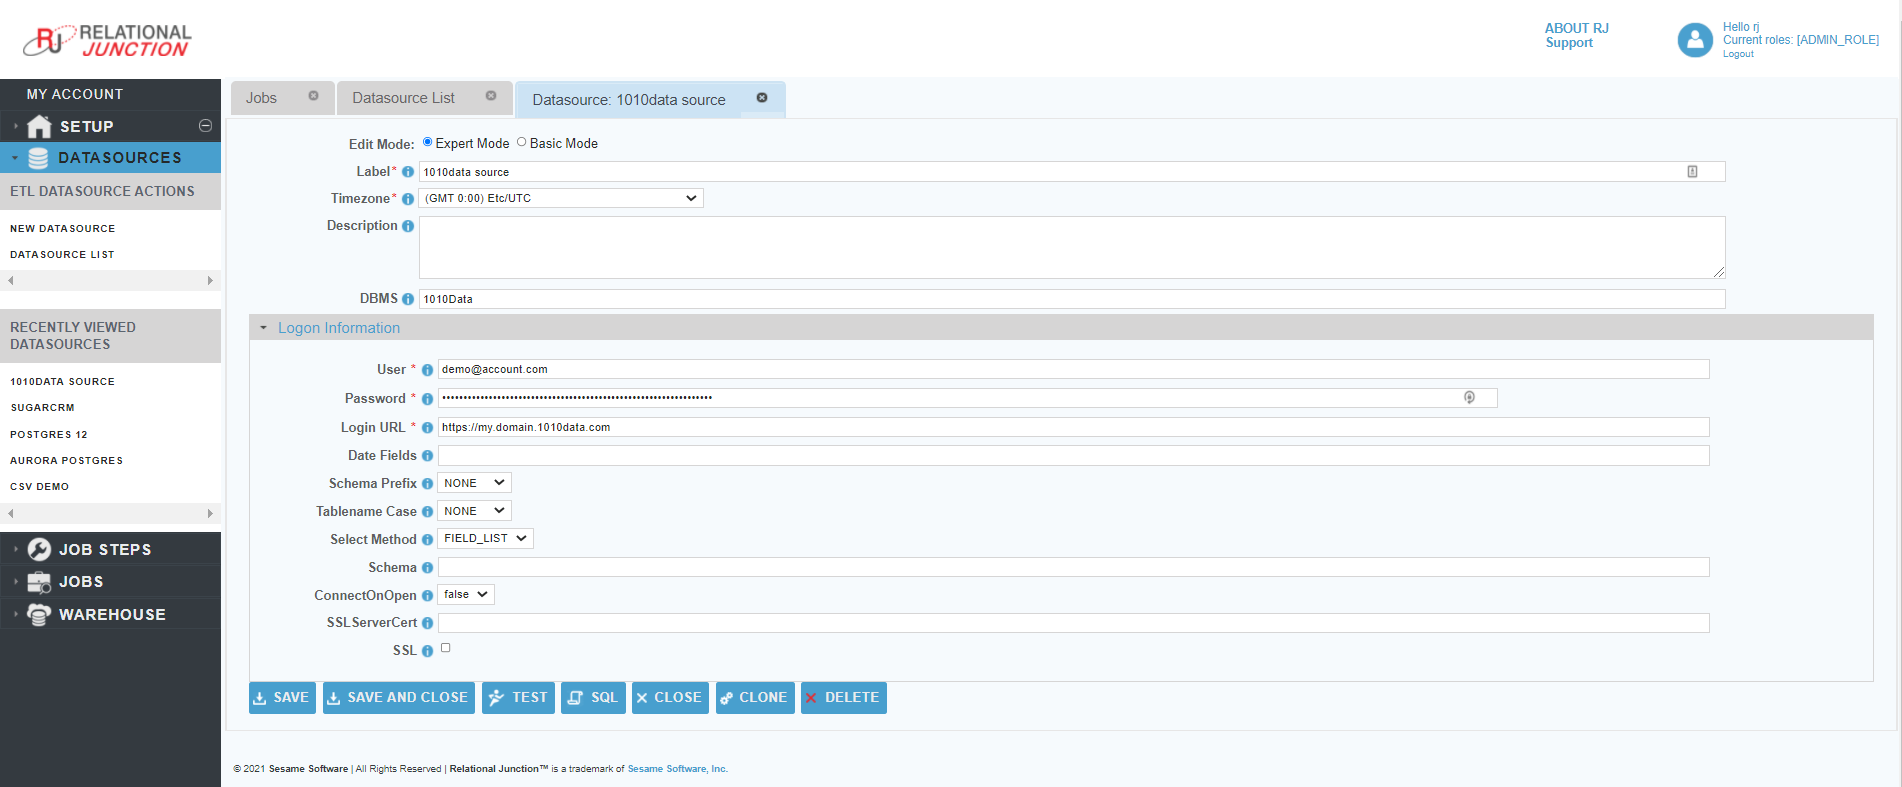 RJ RELATIONAL
JUNCTION
ABOUT RJ
Support
Hello rj
Current roles: [ADMIN_ROLE]
Logout
MY ACCOUNT
SETUP
DATASOURCES
ETL DATASOURCE ACTIONS
NEW DATASOURCE
DATASOURCE LIST
RECENTLY VIEWED
DATASOURCES
1010DATA SOURCE
SUGARCRM
POSTGRES 12
AURORA POSTGRES
CSV DEMO
JOB STEPS
JOBS
WAREHOUSE
Jobs
Datasource List
Datasource: 1010data source
Edit Mode: Expert Mode Basic Mode
Label* 1010data source
Timezone* (GMT 0:00) Etc/UTC
Description
DBMS 1010Data
Logon Information
User * demo@account.com
Password *
Login URL * https://my.domain.1010data.com
Date Fields
Schema Prefix NONE
Tablename Case NONE
Select Method FIELD_LIST
Schema
ConnectOnOpen false
SSLServerCert
SSL
SAVE SAVE AND CLOSE TEST SQL CLOSE CLONE DELETE
© 2021 Sesame Software | All Rights Reserved | Relational Junction™ is a trademark of Sesame Software, Inc.